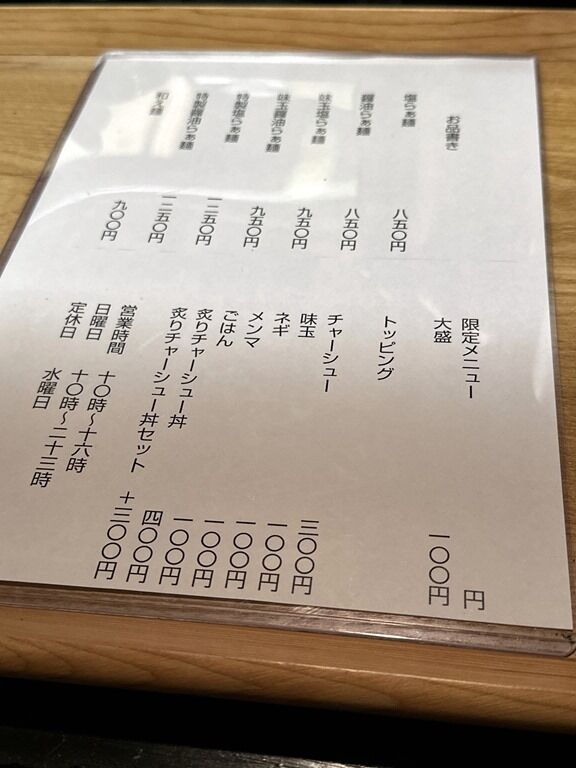 お品書き
塩らぁ麺 八五〇円
醤油らぁ麺 八五〇円
味玉塩らぁ麺 九五〇円
味玉醤油らぁ麺 九五〇円
特製塩らぁ麺 一二五〇円
特製醤油らぁ麺 一二五〇円
和え麺 九〇〇円
限定メニュー 円
大盛 一〇〇円
トッピング
チャーシュー 三〇〇円
味玉 一〇〇円
ネギ 一〇〇円
メンマ 一〇〇円
ごはん 一〇〇円
炙りチャーシュー丼 四〇〇円
炙りチャーシュー丼セット +三〇〇円
営業時間 十〇時～十六時
日曜日 十〇時～二十三時
定休日 水曜日